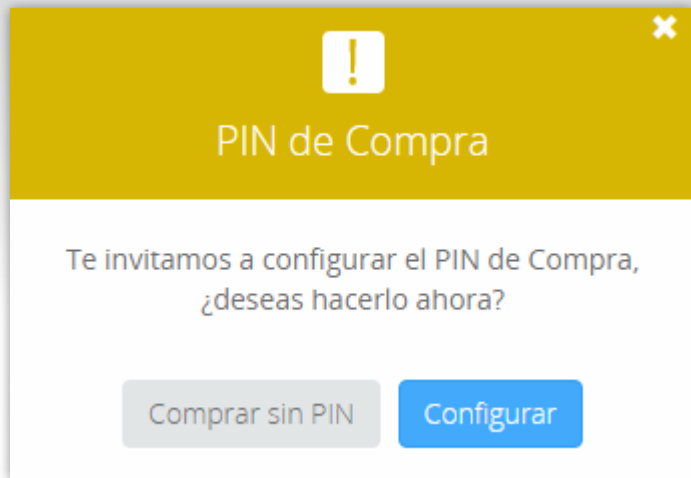 !
PIN de Compra
Te invitamos a configurar el PIN de Compra,
¿deseas hacerlo ahora?
Comprar sin PIN Configurar